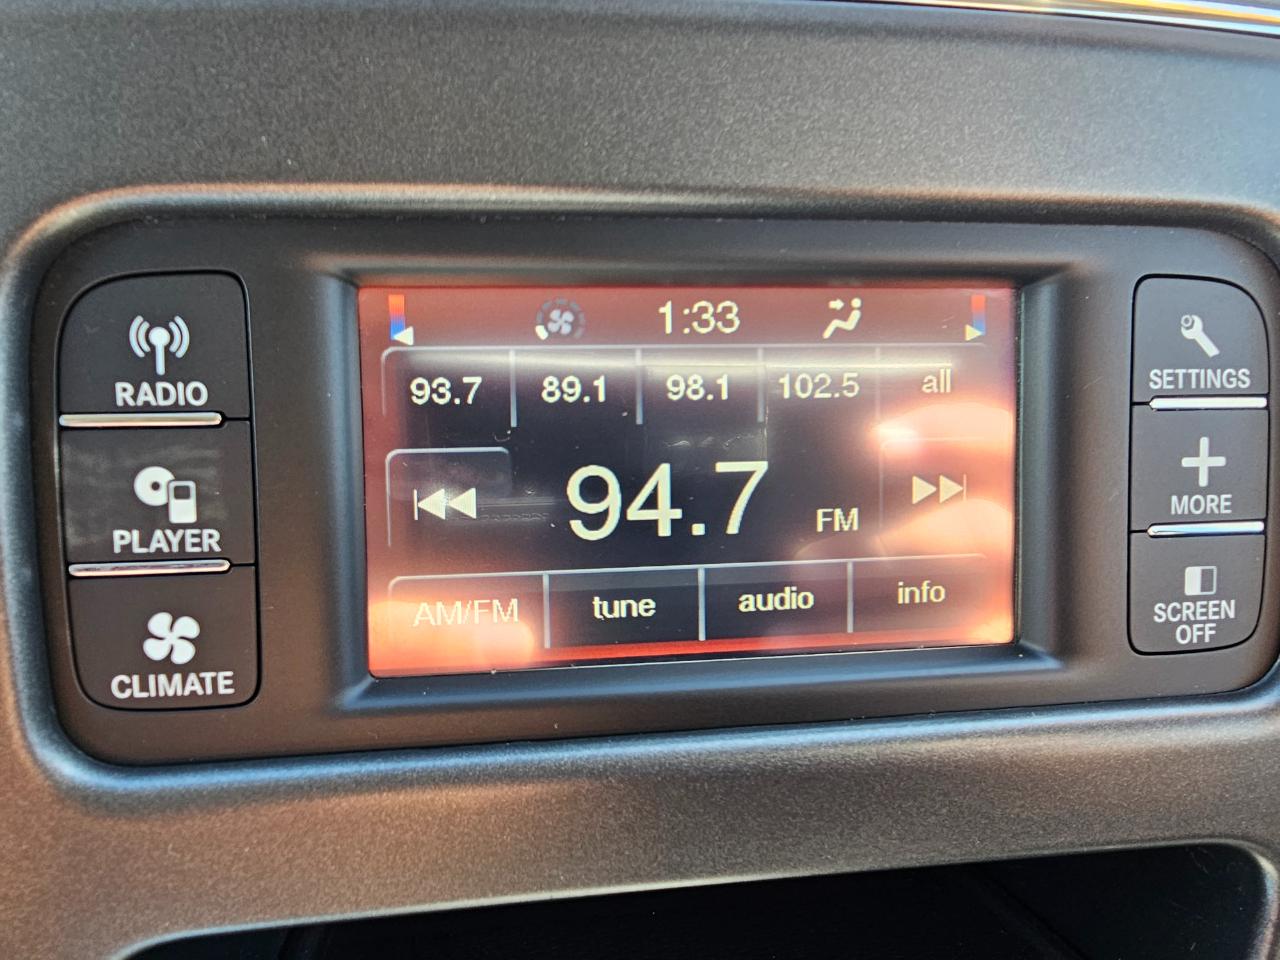 1:33
93.7 89.1 98.1 102.5 all
94.7 FM
AM/FM tune audio info
RADIO
PLAYER
CLIMATE
SETTINGS
MORE
SCREEN
OFF